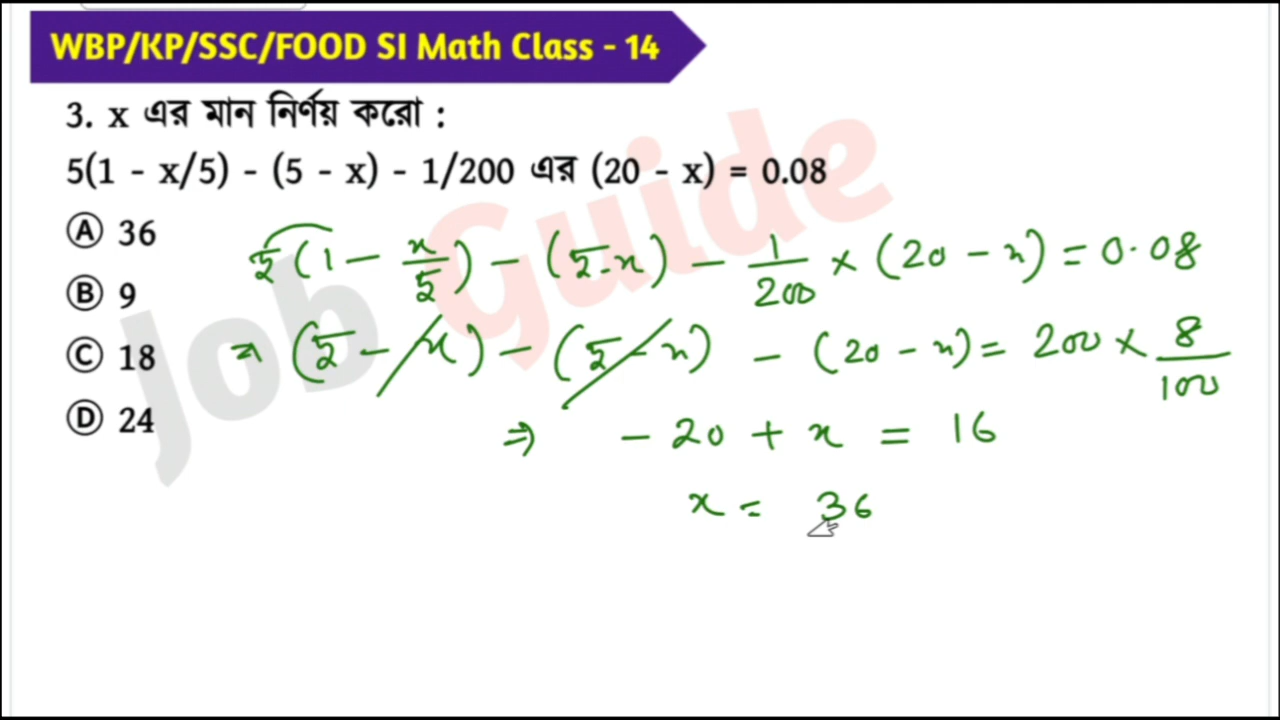 WBP/KP/SSC/FOOD SI Math Class - 14
3. x এর মান নির্ণয় করো :
5(1 - x/5) - (5 - x) - 1/200 এর (20 - x) = 0.08
Ⓐ 36
Ⓑ 9
Ⓒ 18
Ⓓ 24
5(1 - x/5) - (5 - x) - 1/200 × (20 - x) = 0.08
⇒ (5 - x) - (5 - x) - (20 - x) = 200 × 8/100
⇒ - 20 + x = 16
x = 36
Job Guide